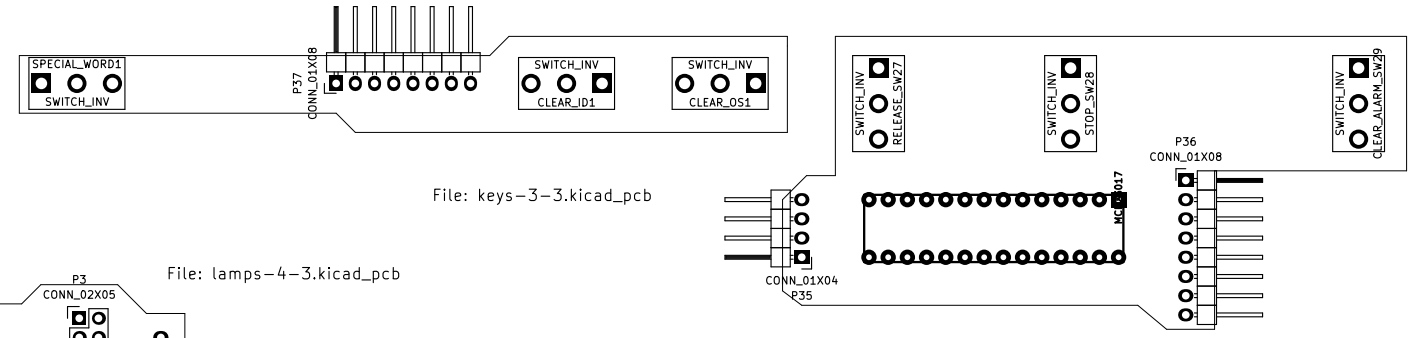 SPECIAL_WORD1
SWITCH_INV
P37
CONN_01X08
SWITCH_INV
CLEAR_ID1
SWITCH_INV
CLEAR_OS1
SWITCH_INV
RELEASE_SW27
SWITCH_INV
STOP_SW28
SWITCH_INV
CLEAR_ALARM_SW29
P36
CONN_01X08
File: keys-3-3.kicad_pcb
CONN_01X04
P35
File: lamps-4-3.kicad_pcb
P3
CONN_02X05